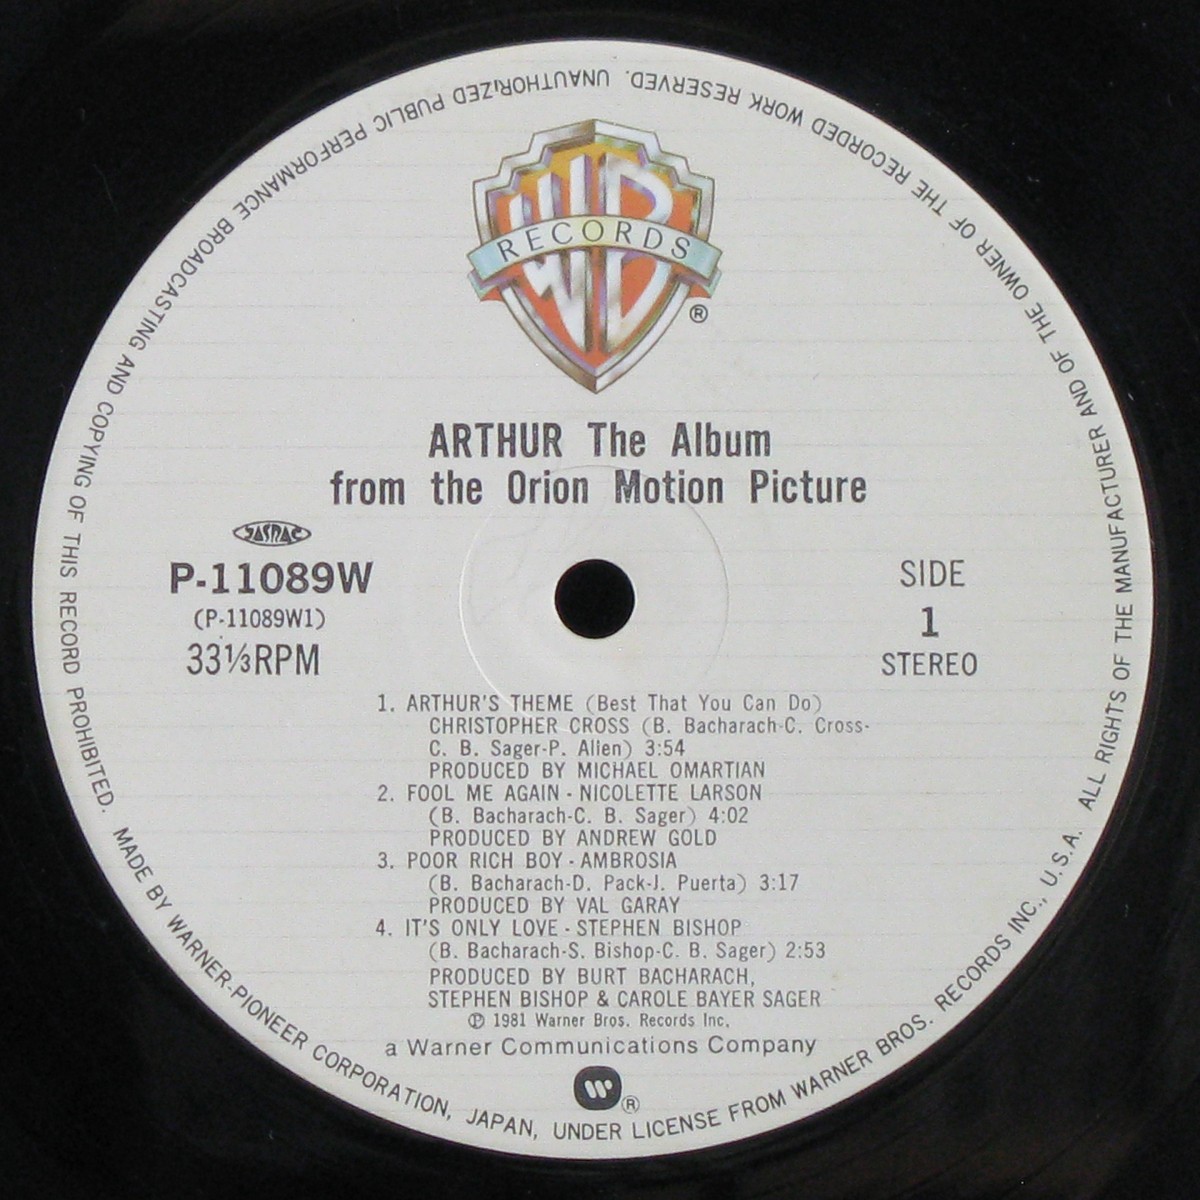 WB
RECORDS
®
ARTHUR The Album
from the Orion Motion Picture
JASRAC
P-11089W
(P-11089W1)
33⅓RPM
SIDE
1
STEREO
1. ARTHUR'S THEME (Best That You Can Do)
CHRISTOPHER CROSS (B. Bacharach-C. Cross-
C. B. Sager-P. Allen) 3:54
PRODUCED BY MICHAEL OMARTIAN
2. FOOL ME AGAIN - NICOLETTE LARSON
(B. Bacharach-C. B. Sager) 4:02
PRODUCED BY ANDREW GOLD
3. POOR RICH BOY - AMBROSIA
(B. Bacharach-D. Pack-J. Puerta) 3:17
PRODUCED BY VAL GARAY
4. IT'S ONLY LOVE - STEPHEN BISHOP
(B. Bacharach-S. Bishop-C. B. Sager) 2:53
PRODUCED BY BURT BACHARACH,
STEPHEN BISHOP & CAROLE BAYER SAGER
℗ 1981 Warner Bros. Records Inc,
a Warner Communications Company
®
MADE BY WARNER-PIONEER CORPORATION, JAPAN, UNDER LICENSE FROM WARNER BROS. RECORDS INC., U.S.A. ALL RIGHTS OF THE MANUFACTURER AND OF THE OWNER OF THE RECORDED WORK RESERVED. UNAUTHORIZED PUBLIC PERFORMANCE BROADCASTING AND COPYING OF THIS RECORD PROHIBITED.